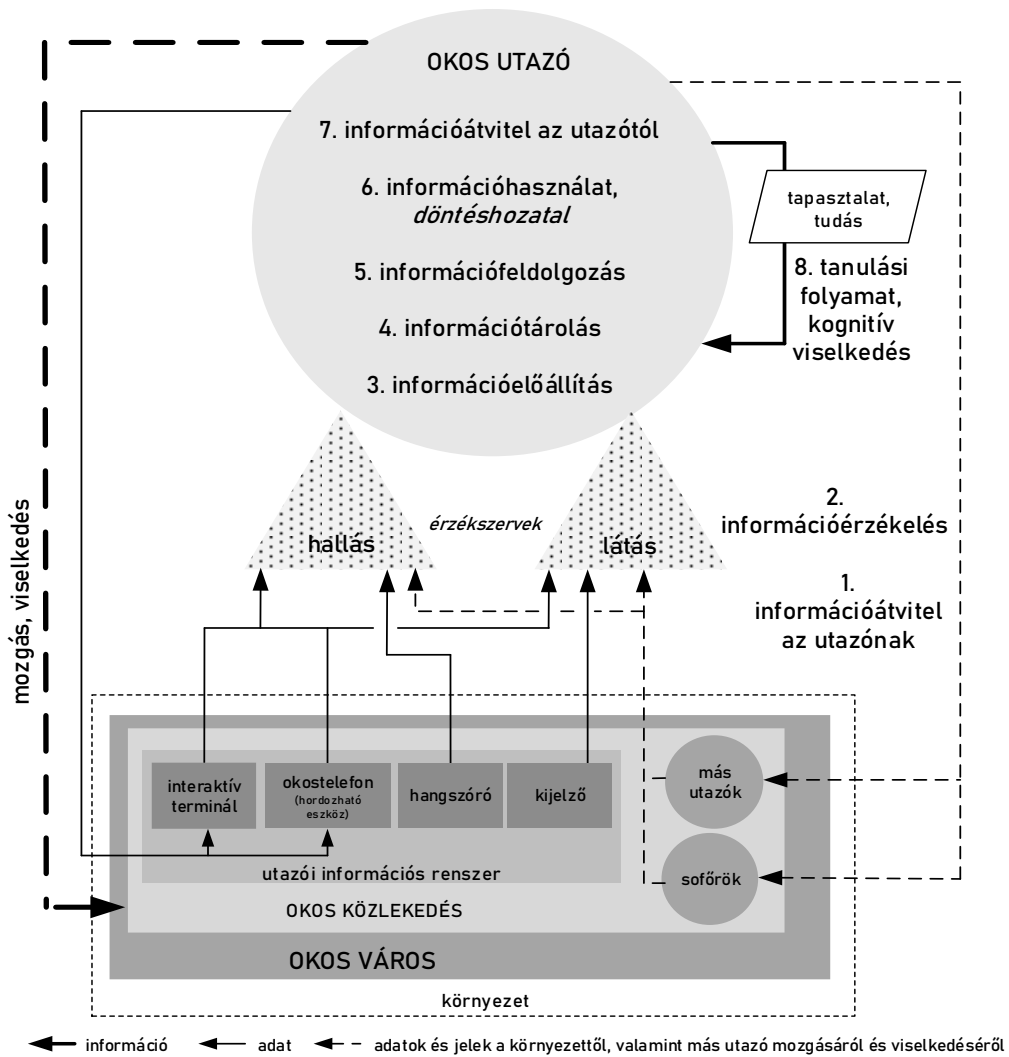 OKOS UTAZÓ
7. információátvitel az utazótól
6. információhasználat,
döntéshozatal
5. információfeldolgozás
4. információtárolás
3. információelőállítás
tapasztalat,
tudás
8. tanulási
folyamat,
kognitív
viselkedés
mozgás, viselkedés
érzékszervek
hallás
látás
2.
információérzékelés
1.
információátvitel
az utazónak
interaktív
terminál
okostelefon
(hordozható
eszköz)
hangszóró
kijelző
más
utazók
sofőrök
utazói információs renszer
OKOS KÖZLEKEDÉS
OKOS VÁROS
környezet
információ
adat
adatok és jelek a környezettől, valamint más utazó mozgásáról és viselkedéséről